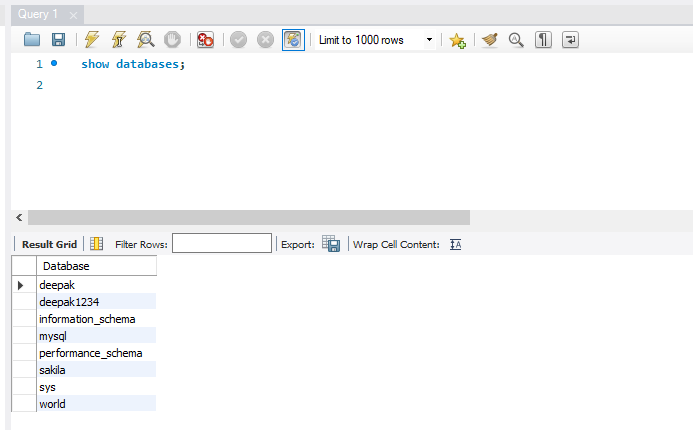 Query 1
Limit to 1000 rows
1 show databases;
2
Result Grid Filter Rows: Export: Wrap Cell Content:
Database
deepak
deepak1234
information_schema
mysql
performance_schema
sakila
sys
world